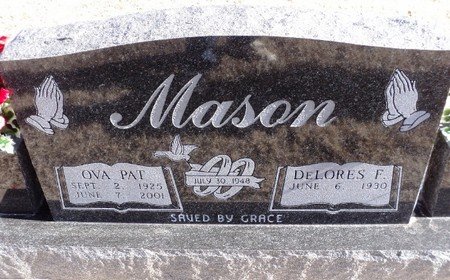 Mason
OVA PAT
SEPT. 2, 1925
JUNE 7, 2001
JULY 30, 1948
DELORES F.
JUNE 6, 1930
SAVED BY GRACE